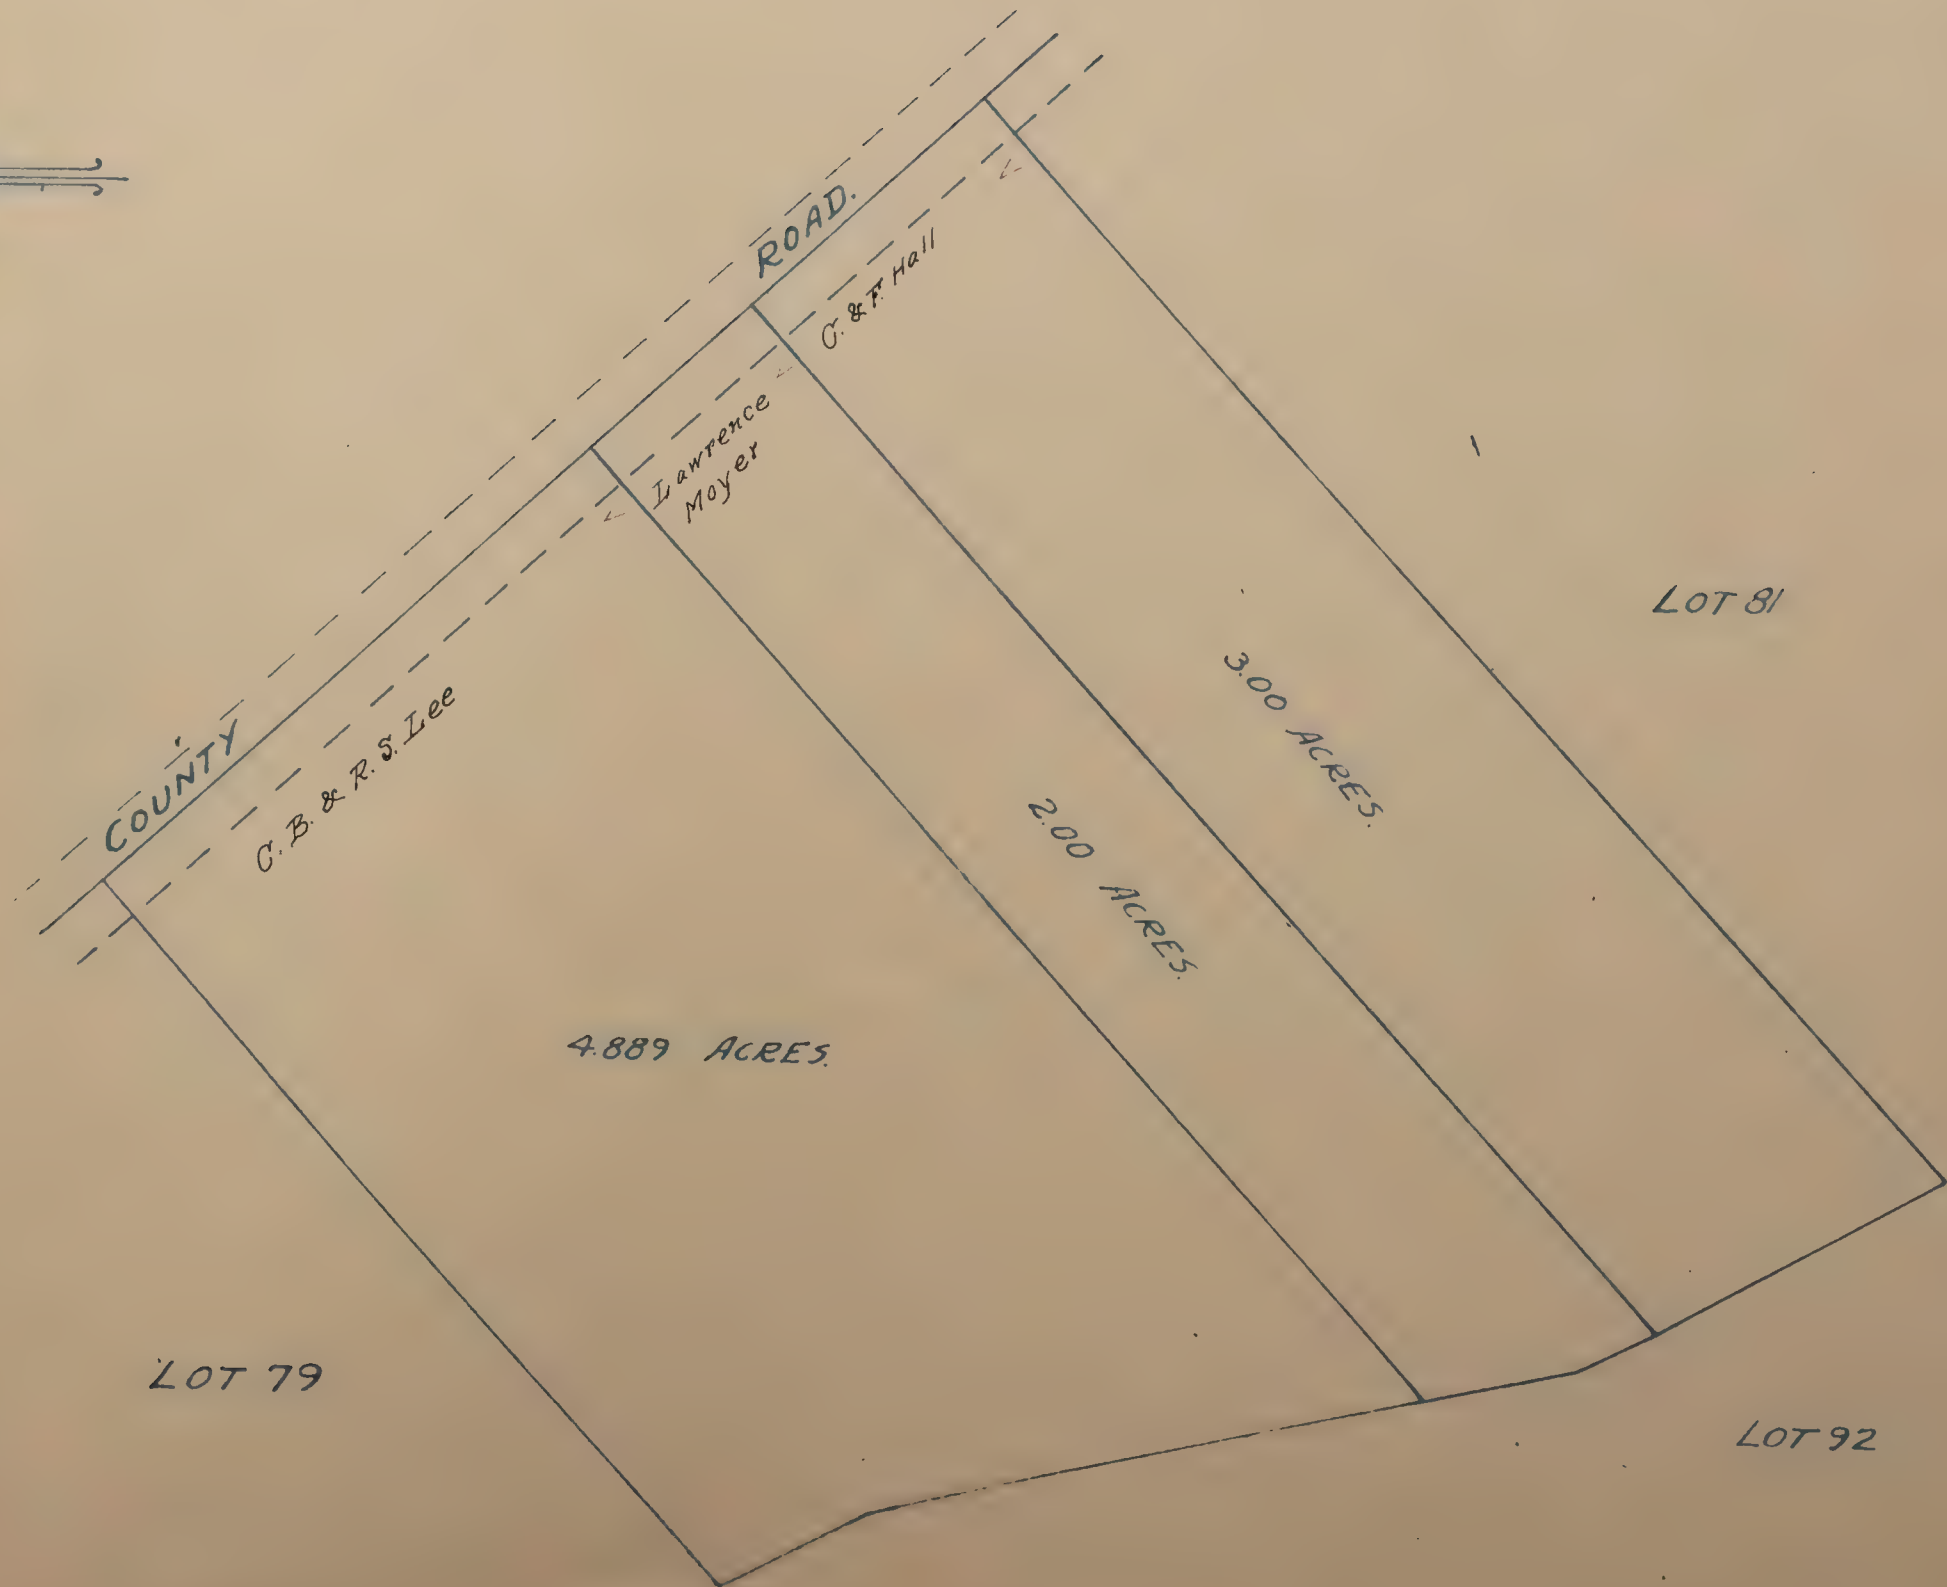 COUNTY ROAD.
C. & F. Hall
Lawrence
Moyer
C. B. & R. S. Lee
LOT 81
3.00 ACRES.
2.00 ACRES.
4.889 ACRES.
LOT 79
LOT 92